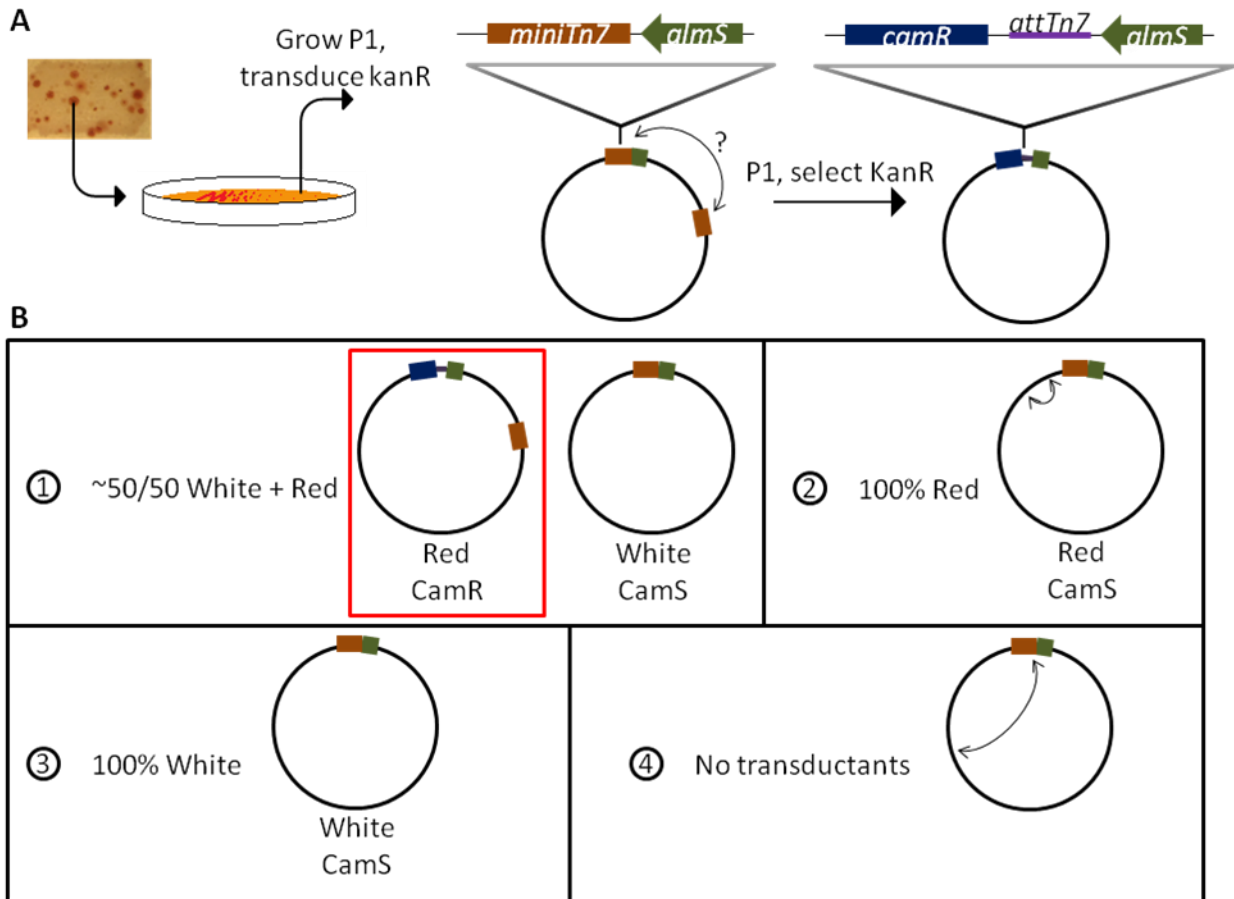 A
Grow P1,
transduce kanR
miniTn7
glmS
camR
attTn7
glmS
?
P1, select KanR
B
1 ~50/50 White + Red
Red
CamR
White
CamS
2 100% Red
Red
CamS
3 100% White
White
CamS
4 No transductants